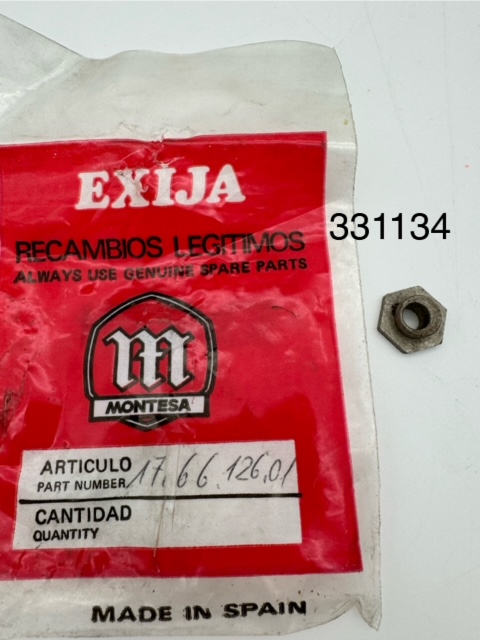 EXIJA
331134
RECAMBIOS LEGITIMOS
ALWAYS USE GENUINE SPARE PARTS
M
MONTESA
ARTICULO
PART NUMBER 17.66.126.01
CANTIDAD
QUANTITY
MADE IN SPAIN